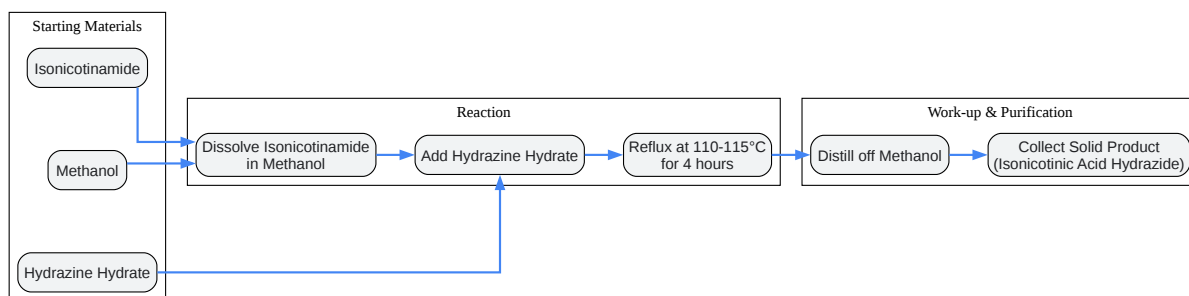 Starting Materials
Isonicotinamide
Methanol
Hydrazine Hydrate
Reaction
Dissolve Isonicotinamide
in Methanol
Add Hydrazine Hydrate
Reflux at 110-115°C
for 4 hours
Work-up & Purification
Distill off Methanol
Collect Solid Product
(Isonicotinic Acid Hydrazide)